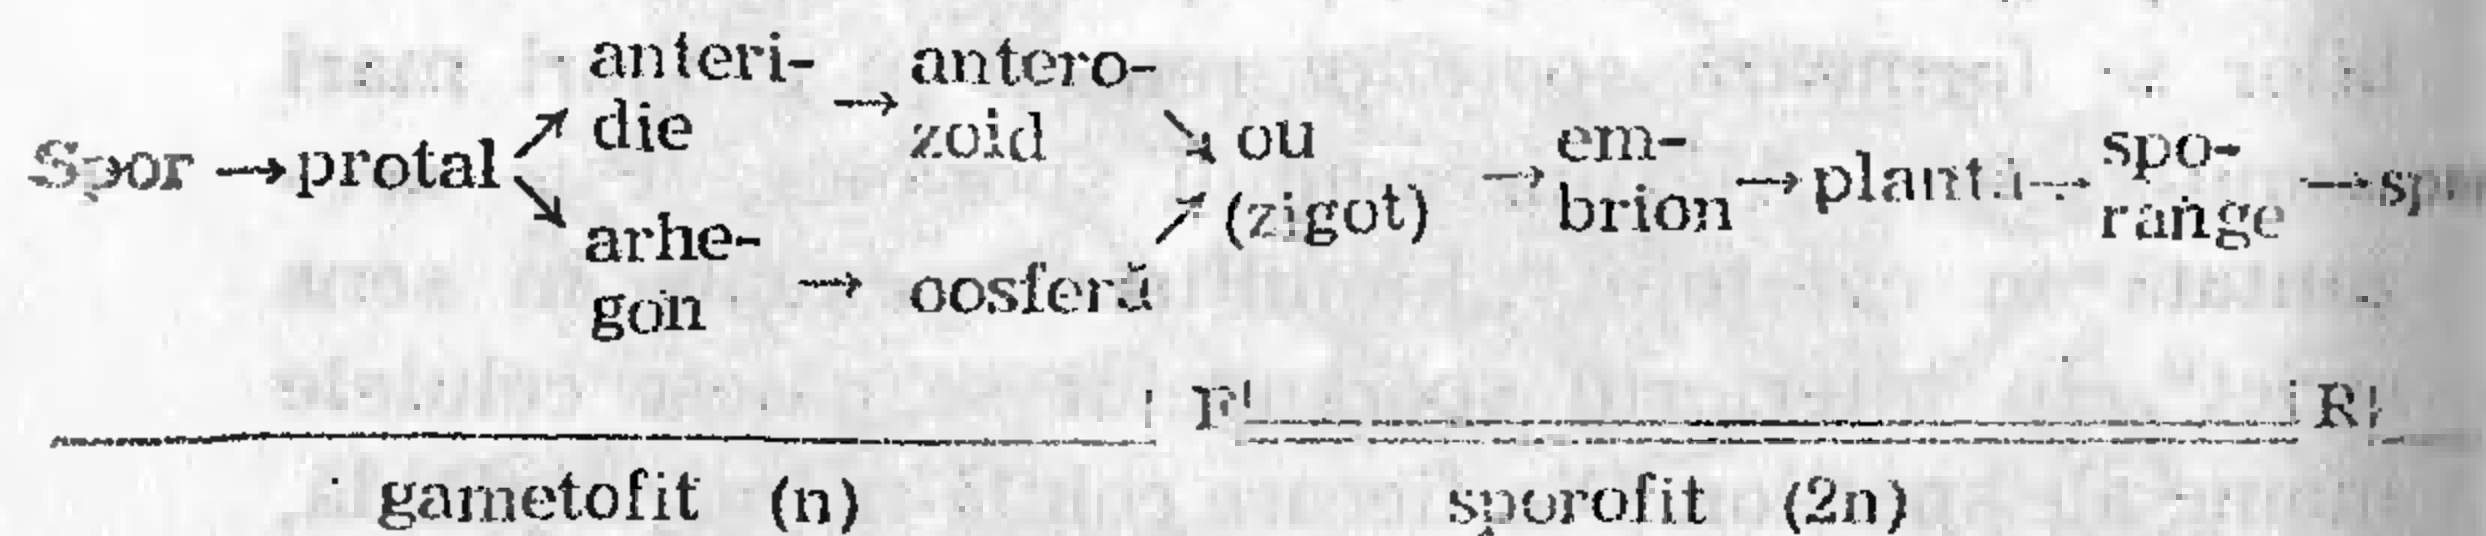 Spor → protal
anteri-
die
→
antero-
zoid
arhe-
gon
→ oosferă
ou
(zigot)
→
em-
brion
→ plantă →
spo-
range
→
F
R
gametofit (n)
sporofit (2n)